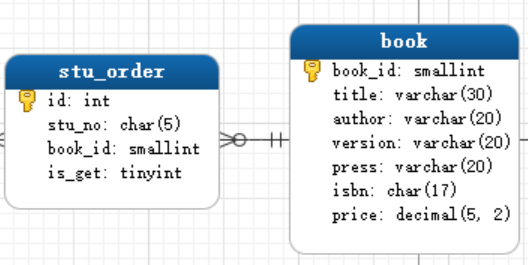 stu_order
id: int
stu_no: char(5)
book_id: smallint
is_get: tinyint
book
book_id: smallint
title: varchar(30)
author: varchar(20)
version: varchar(20)
press: varchar(20)
isbn: char(17)
price: decimal(5, 2)